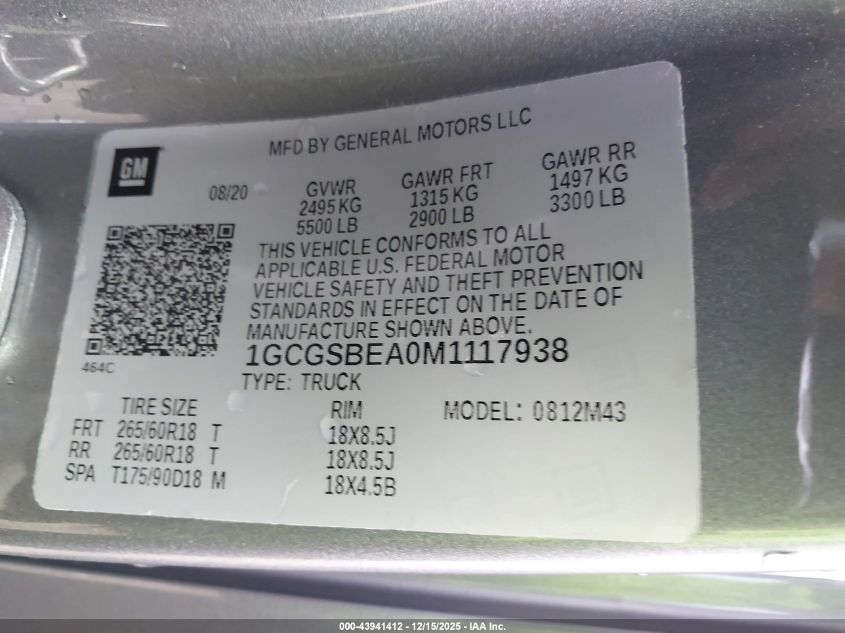 MFD BY GENERAL MOTORS LLC
GM
08/20
GVWR
2495 KG
5500 LB
GAWR FRT
1315 KG
2900 LB
GAWR RR
1497 KG
3300 LB
THIS VEHICLE CONFORMS TO ALL
APPLICABLE U.S. FEDERAL MOTOR
VEHICLE SAFETY AND THEFT PREVENTION
STANDARDS IN EFFECT ON THE DATE OF
MANUFACTURE SHOWN ABOVE.
464C
1GCGSBEA0M1117938
TYPE: TRUCK
MODEL: 0812M43
TIRE SIZE RIM
FRT 265/60R18 T 18X8.5J
RR 265/60R18 T 18X8.5J
SPA T175/90D18 M 18X4.5B
000-43941412 - 12/15/2025 - IAA Inc.